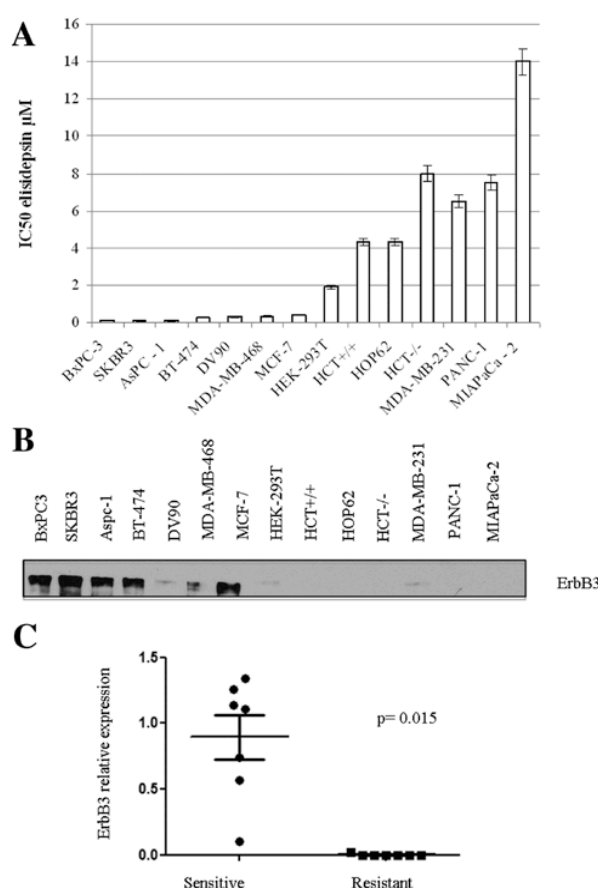 A
IC50 elisidepsin µM
16
14
12
10
8
6
4
2
0
BxPC-3
SKBR3
AsPC - 1
BT-474
DV90
MDA-MB-468
MCF-7
HEK-293T
HCT+/+
HOP62
HCT-/-
MDA-MB-231
PANC-1
MIAPaCa - 2
B
BxPC3
SKBR3
Aspc-1
BT-474
DV90
MDA-MB-468
MCF-7
HEK-293T
HCT+/+
HOP62
HCT-/-
MDA-MB-231
PANC-1
MIAPaCa-2
ErbB3
C
ErbB3 relative expression
1.5
1.0
0.5
0.0
p= 0.015
Sensitive
Resistant